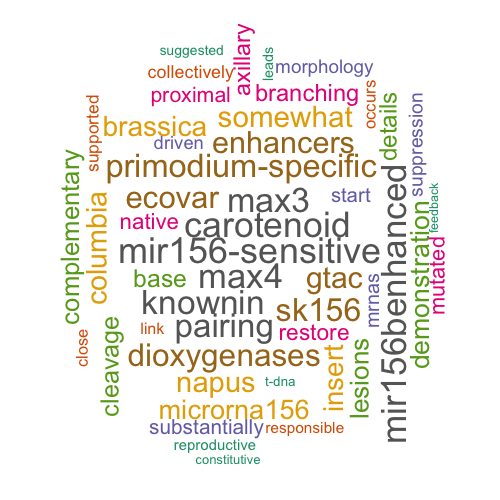 suggested
axillary
leads
collectively
morphology
proximal
branching
occurs
supported
brassica
somewhat
details
suppression
driven
enhancers
primodium-specific
complementary
columbia
ecovar
max3
start
feedback
native
carotenoid
mir156-sensitive
mir156benhanced
demonstration
mutated
base
max4
gtac
mrnas
knownin
sk156
close
link
pairing
restore
cleavage
dioxygenases
insert
lesions
napus
t-dna
microrna156
substantially
responsible
reproductive
constitutive